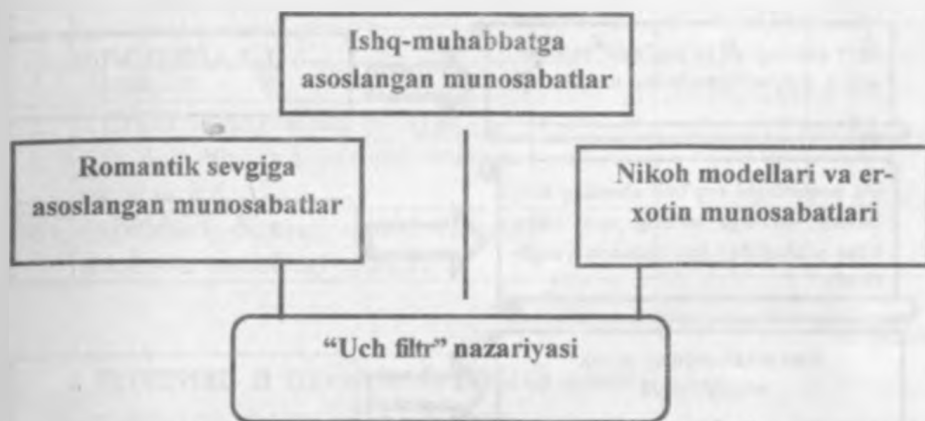 Ishq-muhabbatga
asoslangan munosabatlar
Romantik sevgiga
asoslangan munosabatlar
Nikoh modellari va er-
xotin munosabatlari
“Uch filtr” nazariyasi